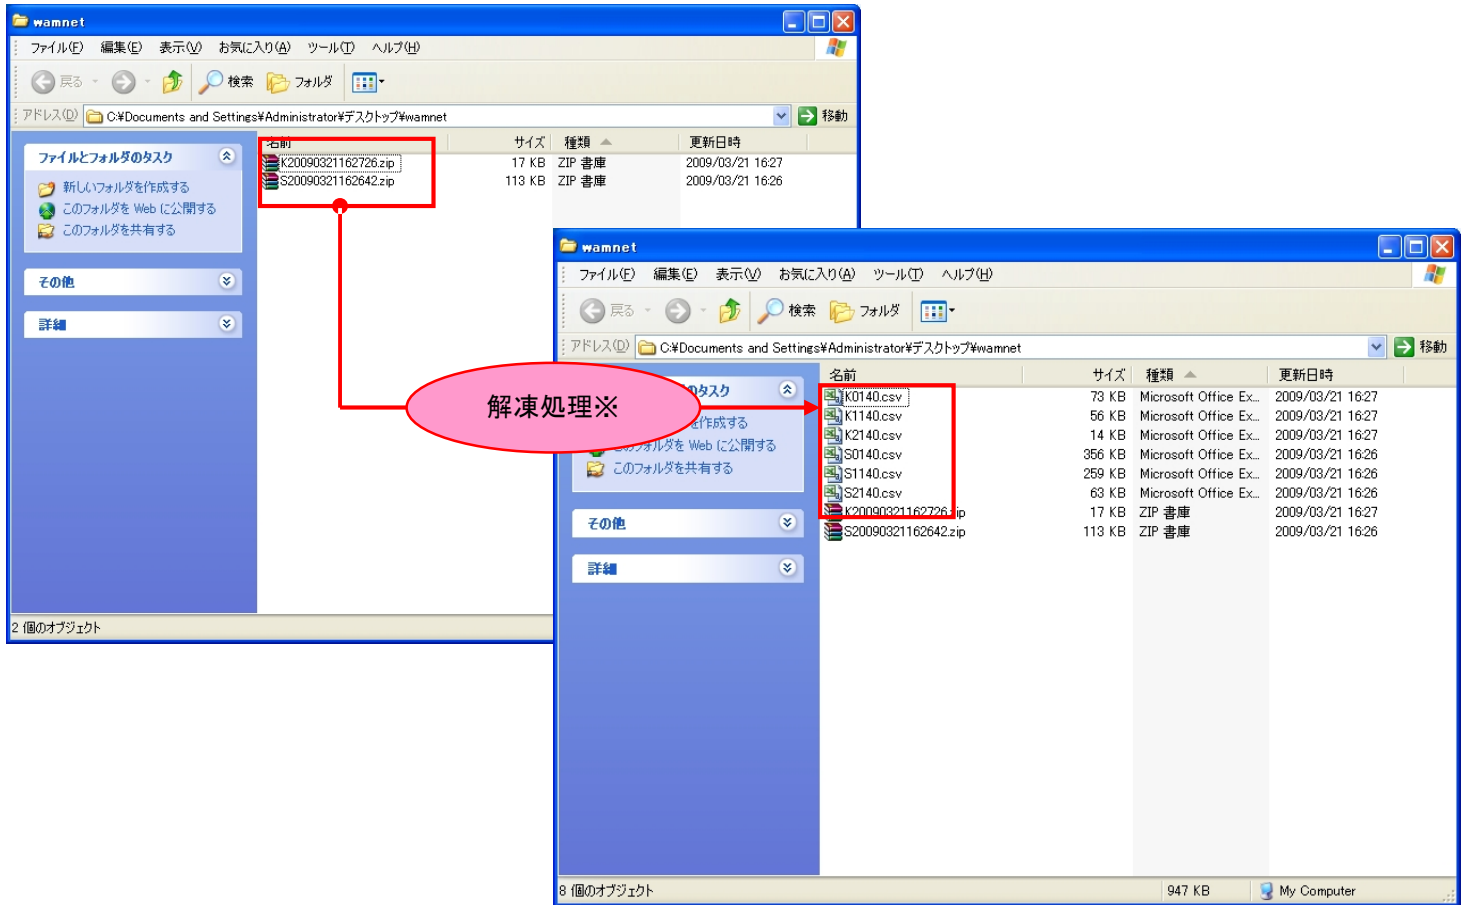 wamnet
ファイル(F) 編集(E) 表示(V) お気に入り(A) ツール(T) ヘルプ(H)
戻る 検索 フォルダ
アドレス(D) C:¥Documents and Settings¥Administrator¥デスクトップ¥wamnet 移動
ファイルとフォルダのタスク
新しいフォルダを作成する
このフォルダを Web に公開する
このフォルダを共有する
その他
詳細
名前 サイズ 種類 更新日時
K20090321162726.zip 17 KB ZIP 書庫 2009/03/21 16:27
S20090321162642.zip 113 KB ZIP 書庫 2009/03/21 16:26
2 個のオブジェクト
解凍処理※
wamnet
ファイル(F) 編集(E) 表示(V) お気に入り(A) ツール(T) ヘルプ(H)
戻る 検索 フォルダ
アドレス(D) C:¥Documents and Settings¥Administrator¥デスクトップ¥wamnet 移動
のタスク
を作成する
このフォルダを Web に公開する
このフォルダを共有する
その他
詳細
名前 サイズ 種類 更新日時
K0140.csv 73 KB Microsoft Office Ex... 2009/03/21 16:27
K1140.csv 56 KB Microsoft Office Ex... 2009/03/21 16:27
K2140.csv 14 KB Microsoft Office Ex... 2009/03/21 16:27
S0140.csv 356 KB Microsoft Office Ex... 2009/03/21 16:26
S1140.csv 259 KB Microsoft Office Ex... 2009/03/21 16:26
S2140.csv 63 KB Microsoft Office Ex... 2009/03/21 16:26
K20090321162726.zip 17 KB ZIP 書庫 2009/03/21 16:27
S20090321162642.zip 113 KB ZIP 書庫 2009/03/21 16:26
8 個のオブジェクト 947 KB My Computer